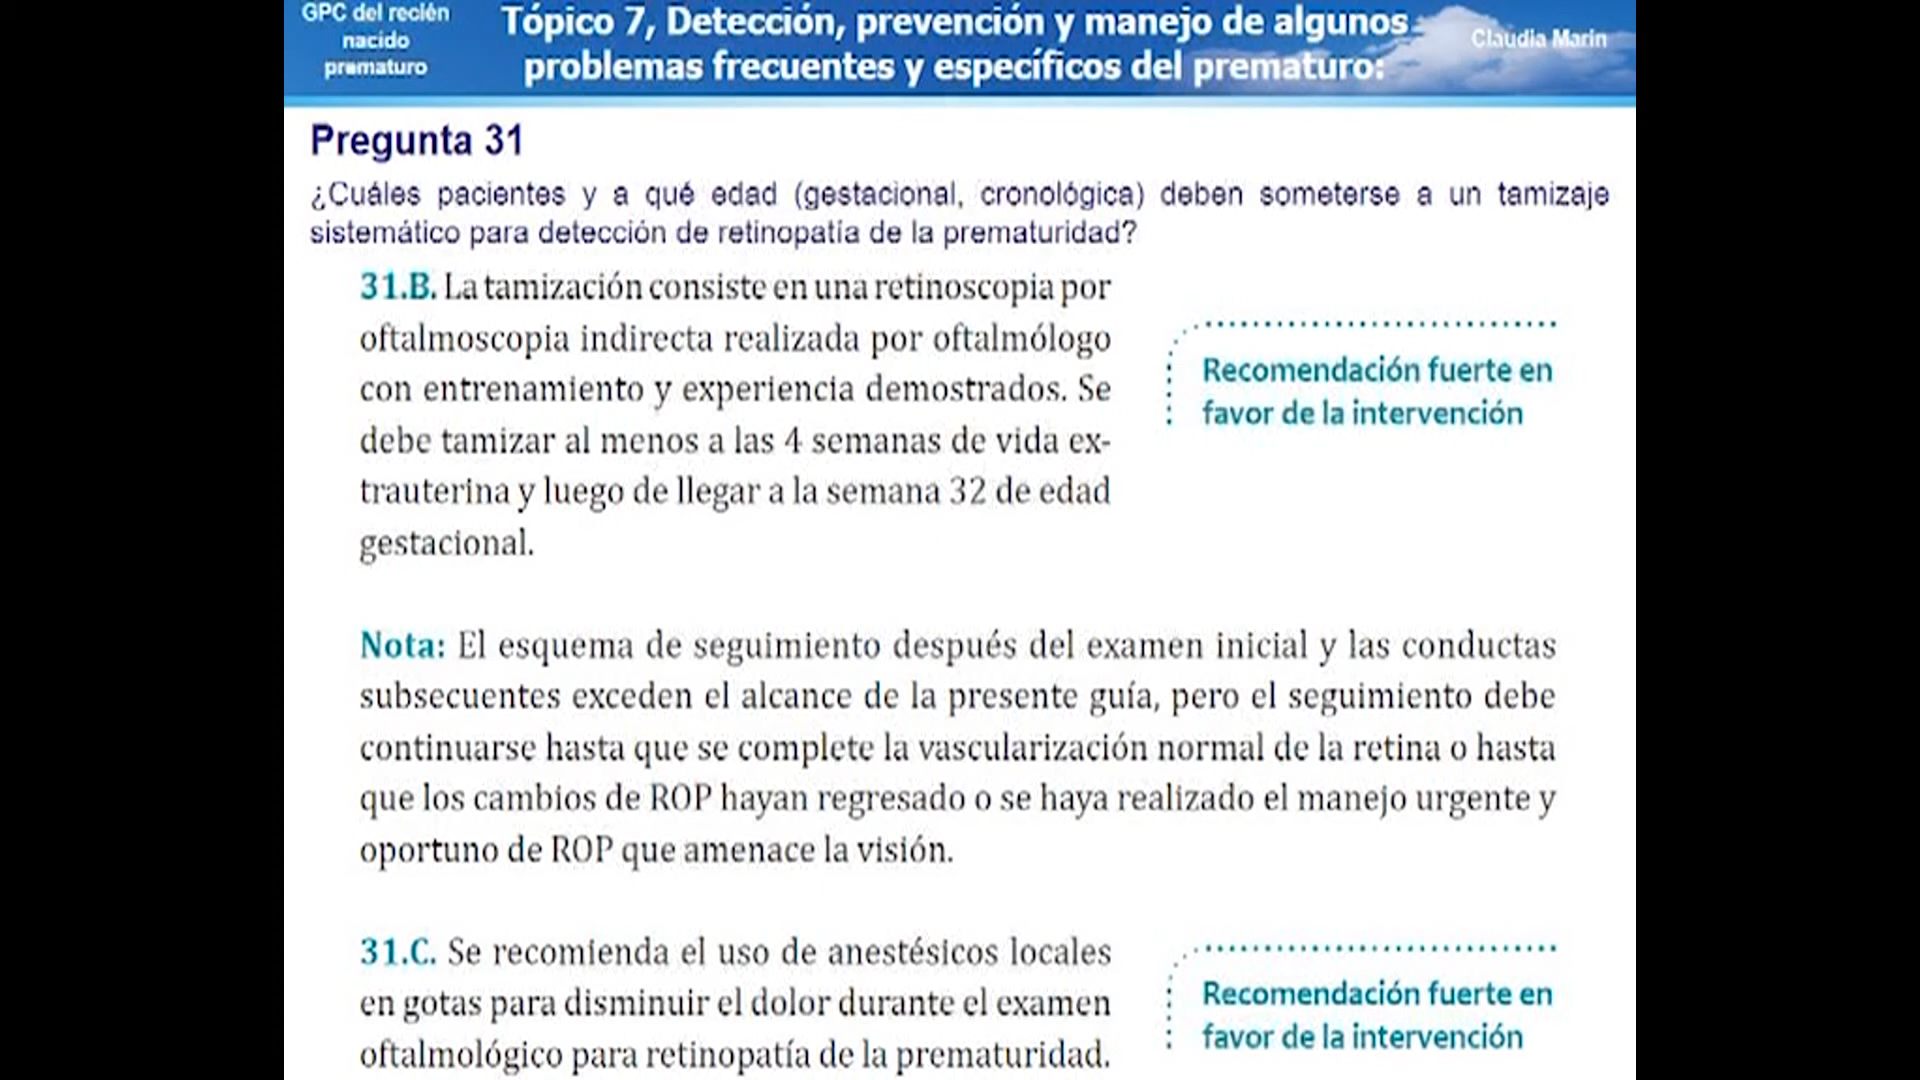 GPC del recién
nacido
prematuro
Tópico 7, Detección, prevención y manejo de algunos
problemas frecuentes y específicos del prematuro:
Claudia Marin
Pregunta 31
¿Cuáles pacientes y a qué edad (gestacional, cronológica) deben someterse a un tamizaje
sistemático para detección de retinopatía de la prematuridad?
31.B. La tamización consiste en una retinoscopia por
oftalmoscopia indirecta realizada por oftalmólogo
con entrenamiento y experiencia demostrados. Se
debe tamizar al menos a las 4 semanas de vida ex-
trauterina y luego de llegar a la semana 32 de edad
gestacional.
Recomendación fuerte en
favor de la intervención
Nota: El esquema de seguimiento después del examen inicial y las conductas
subsecuentes exceden el alcance de la presente guía, pero el seguimiento debe
continuarse hasta que se complete la vascularización normal de la retina o hasta
que los cambios de ROP hayan regresado o se haya realizado el manejo urgente y
oportuno de ROP que amenace la visión.
31.C. Se recomienda el uso de anestésicos locales
en gotas para disminuir el dolor durante el examen
oftalmológico para retinopatía de la prematuridad.
Recomendación fuerte en
favor de la intervención